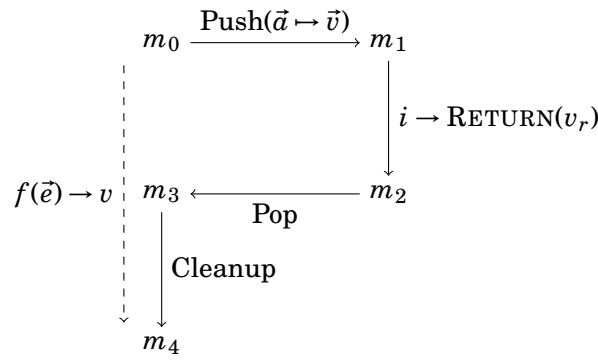 Push(a⃗ ↦ v⃗)
m₀ m₁
i → RETURN(vᵣ)
f(e⃗) → v m₃ m₂
Pop
Cleanup
m₄